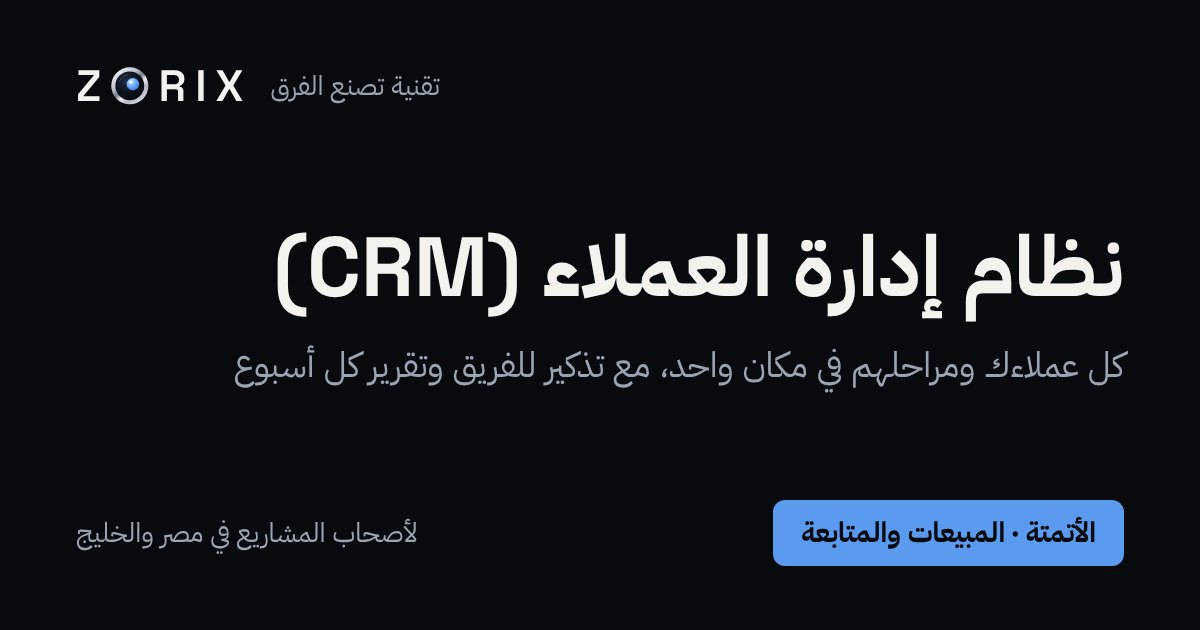 ZORIX تقنية تصنع الفرق
نظام إدارة العملاء (CRM)
كل عملاءك ومراحلهم في مكان واحد، مع تذكير للفريق وتقرير كل أسبوع
الأتمتة · المبيعات والمتابعة
لأصحاب المشاريع في مصر والخليج